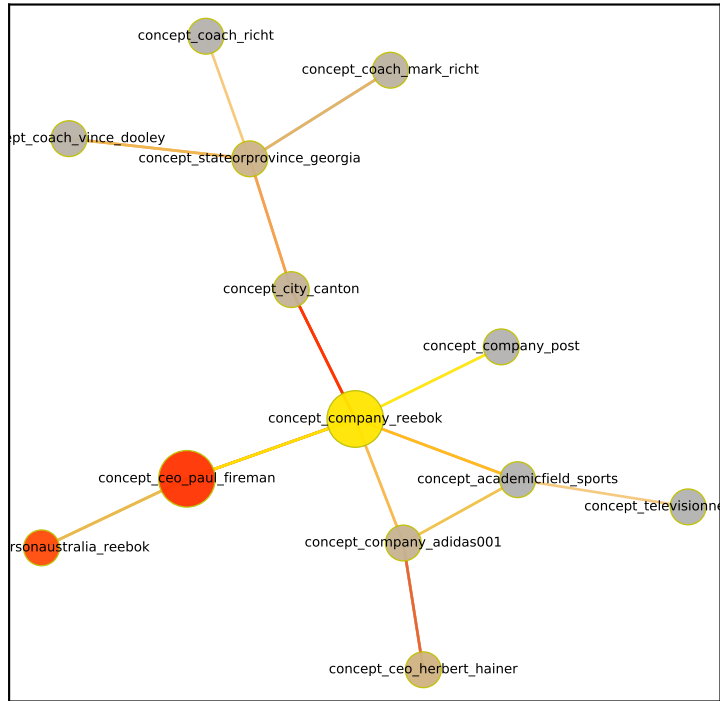 concept_coach_richt
concept_coach_mark_richt
ept_coach_vince_dooley
concept_stateorprovince_georgia
concept_city_canton
concept_company_post
concept_company_reebok
concept_ceo_paul_fireman
concept_academicfield_sports
concept_televisionne
concept_company_adidas001
rsonaustralia_reebok
concept_ceo_herbert_hainer